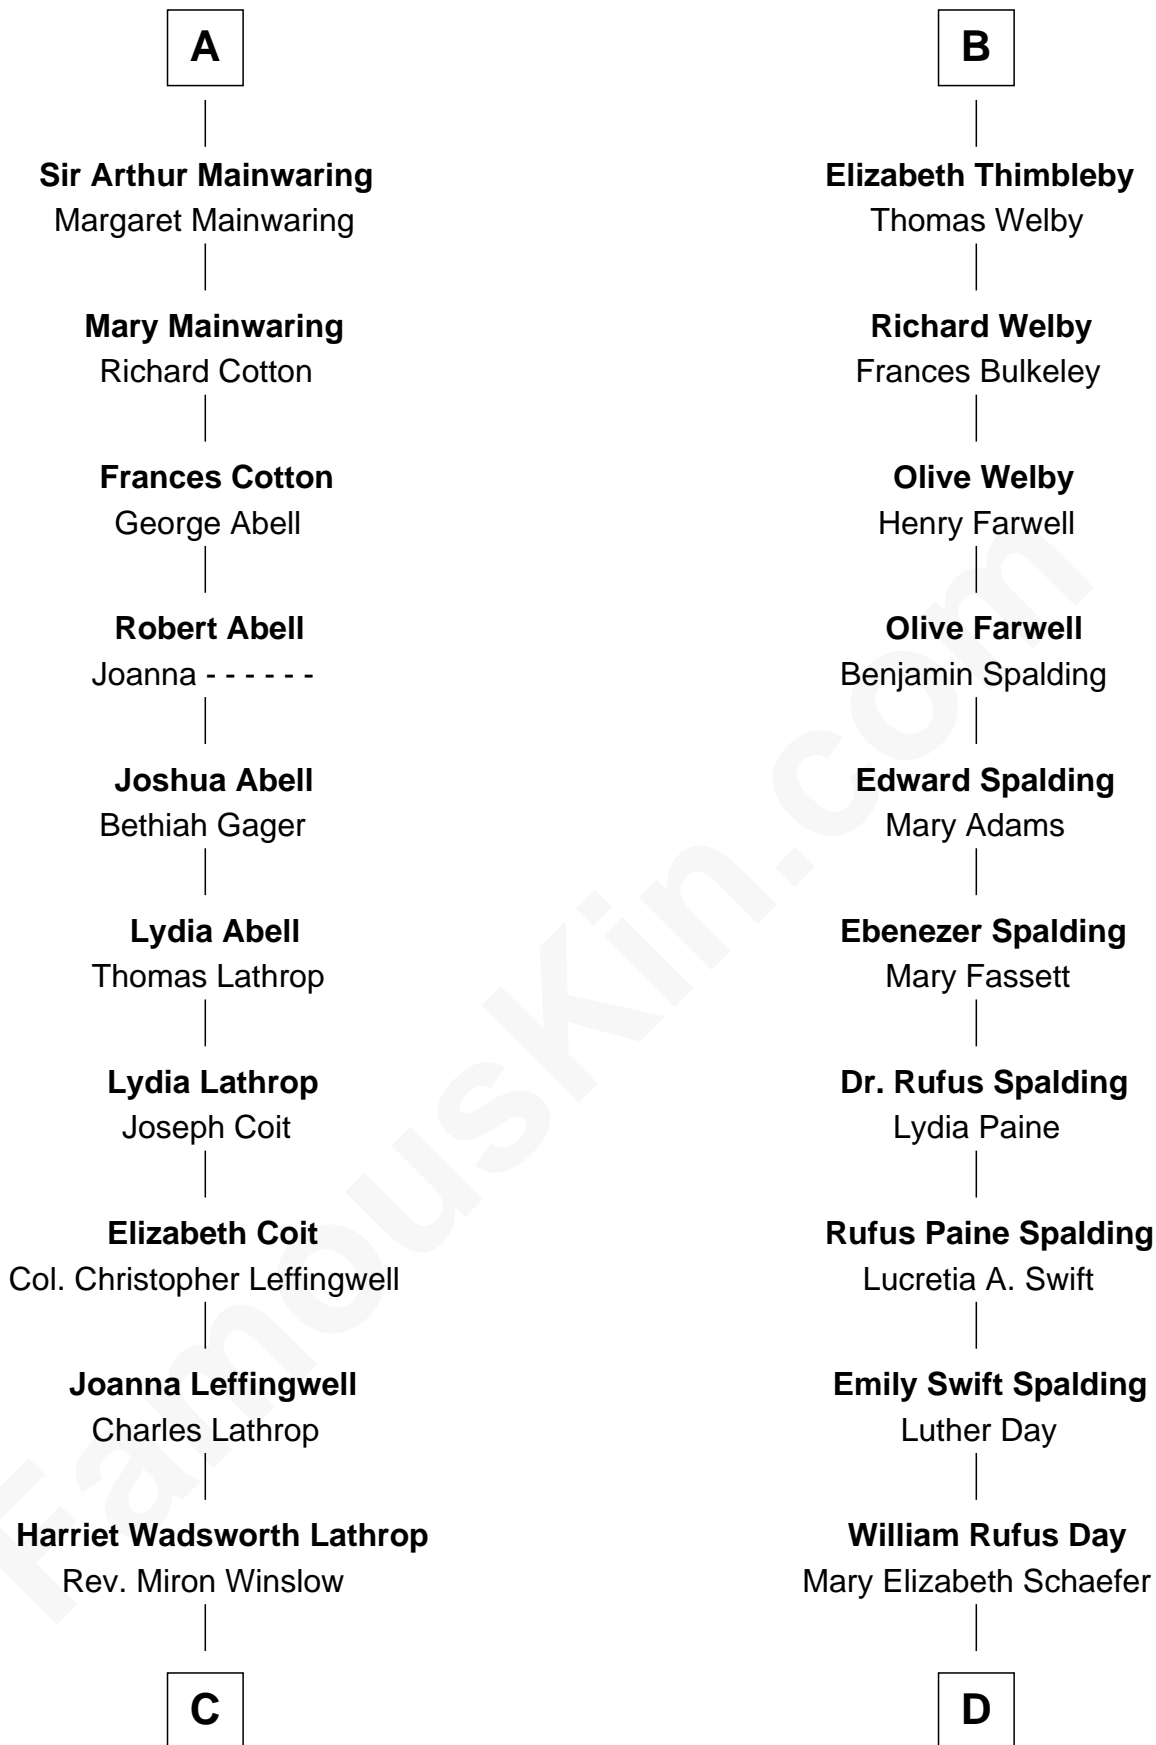 A
Sir Arthur Mainwaring
Margaret Mainwaring
Mary Mainwaring
Richard Cotton
Frances Cotton
George Abell
Robert Abell
Joanna - - - - - -
Joshua Abell
Bethiah Gager
Lydia Abell
Thomas Lathrop
Lydia Lathrop
Joseph Coit
Elizabeth Coit
Col. Christopher Leffingwell
Joanna Leffingwell
Charles Lathrop
Harriet Wadsworth Lathrop
Rev. Miron Winslow
C
B
Elizabeth Thimbleby
Thomas Welby
Richard Welby
Frances Bulkeley
Olive Welby
Henry Farwell
Olive Farwell
Benjamin Spalding
Edward Spalding
Mary Adams
Ebenezer Spalding
Mary Fassett
Dr. Rufus Spalding
Lydia Paine
Rufus Paine Spalding
Lucretia A. Swift
Emily Swift Spalding
Luther Day
William Rufus Day
Mary Elizabeth Schaefer
D
FamousKin.com